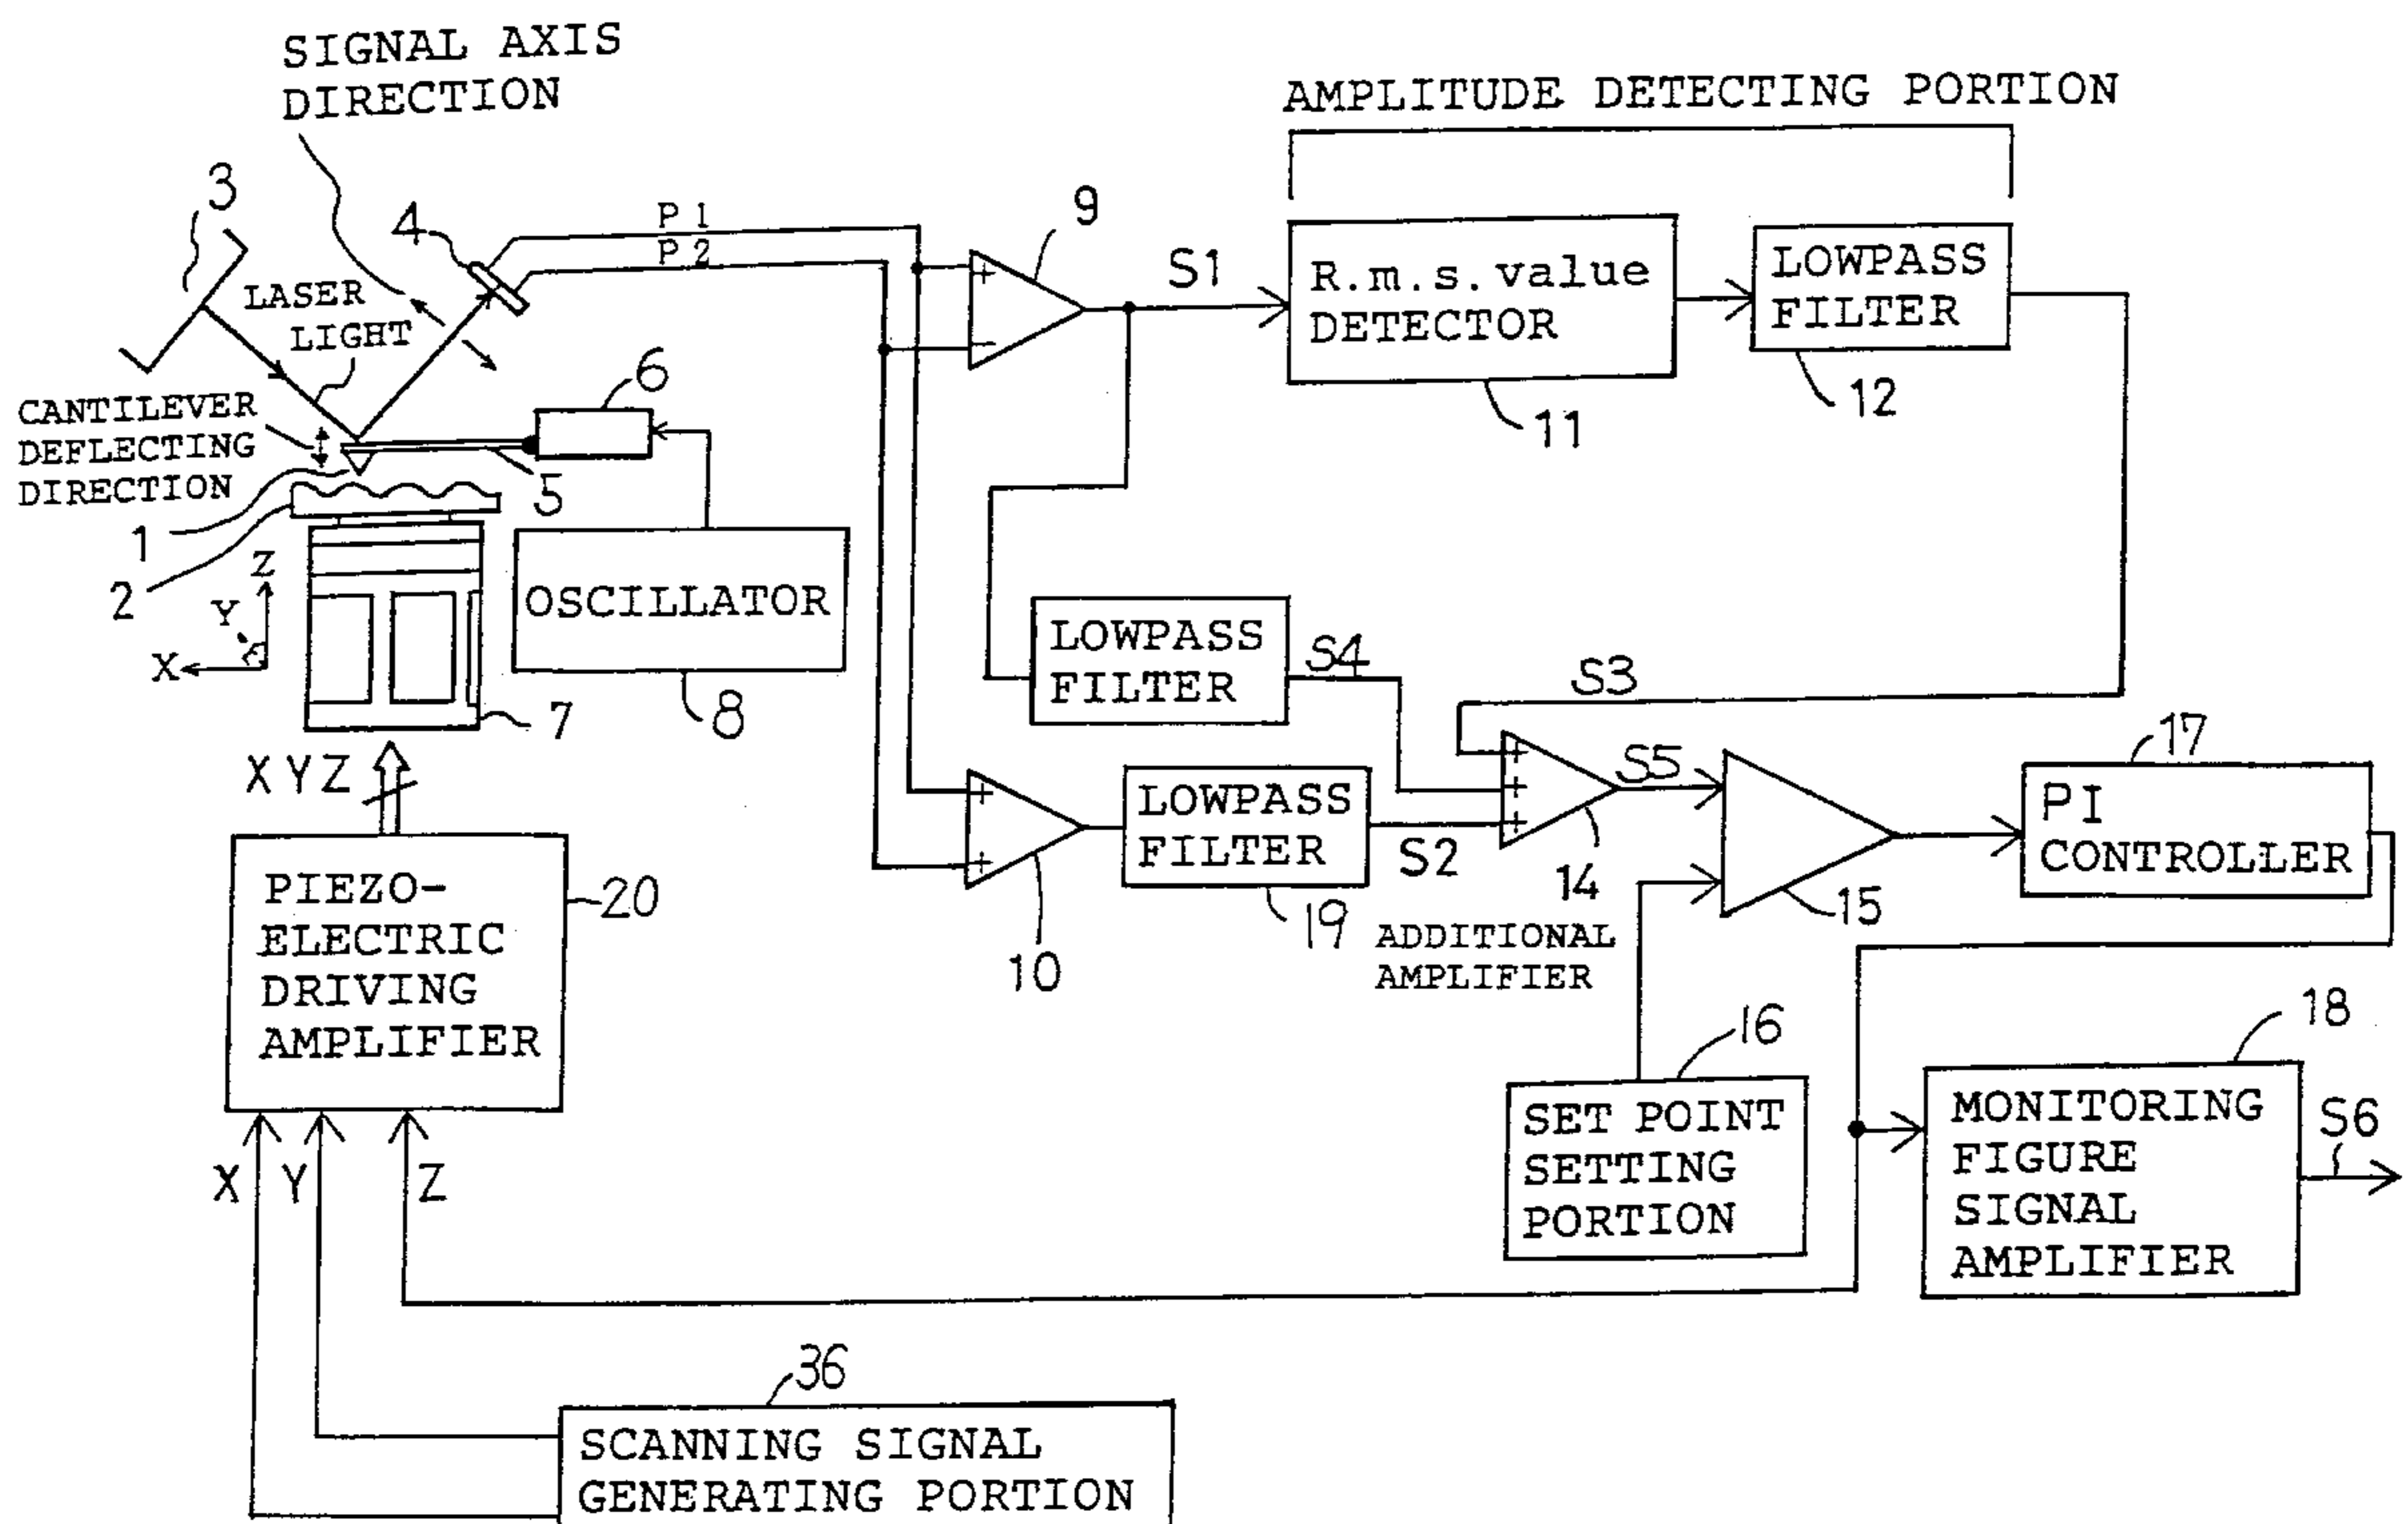 SIGNAL AXIS
DIRECTION
AMPLITUDE DETECTING PORTION
3
4
P1
P2
9
S1
R.m.s.value
DETECTOR
LOWPASS
FILTER
LASER
LIGHT
6
11
12
CANTILEVER
DEFLECTING
DIRECTION
5
1
2
Z
Y
X
OSCILLATOR
LOWPASS
FILTER
S4
S3
7
8
XYZ
+
-
+
+
+
+
+
LOWPASS
FILTER
S2
S5
17
PI
CONTROLLER
14
15
19
10
ADDITIONAL
AMPLIFIER
PIEZO-
ELECTRIC
DRIVING
AMPLIFIER
20
16
18
SET POINT
SETTING
PORTION
MONITORING
FIGURE
SIGNAL
AMPLIFIER
S6
X
Y
Z
36
SCANNING SIGNAL
GENERATING PORTION